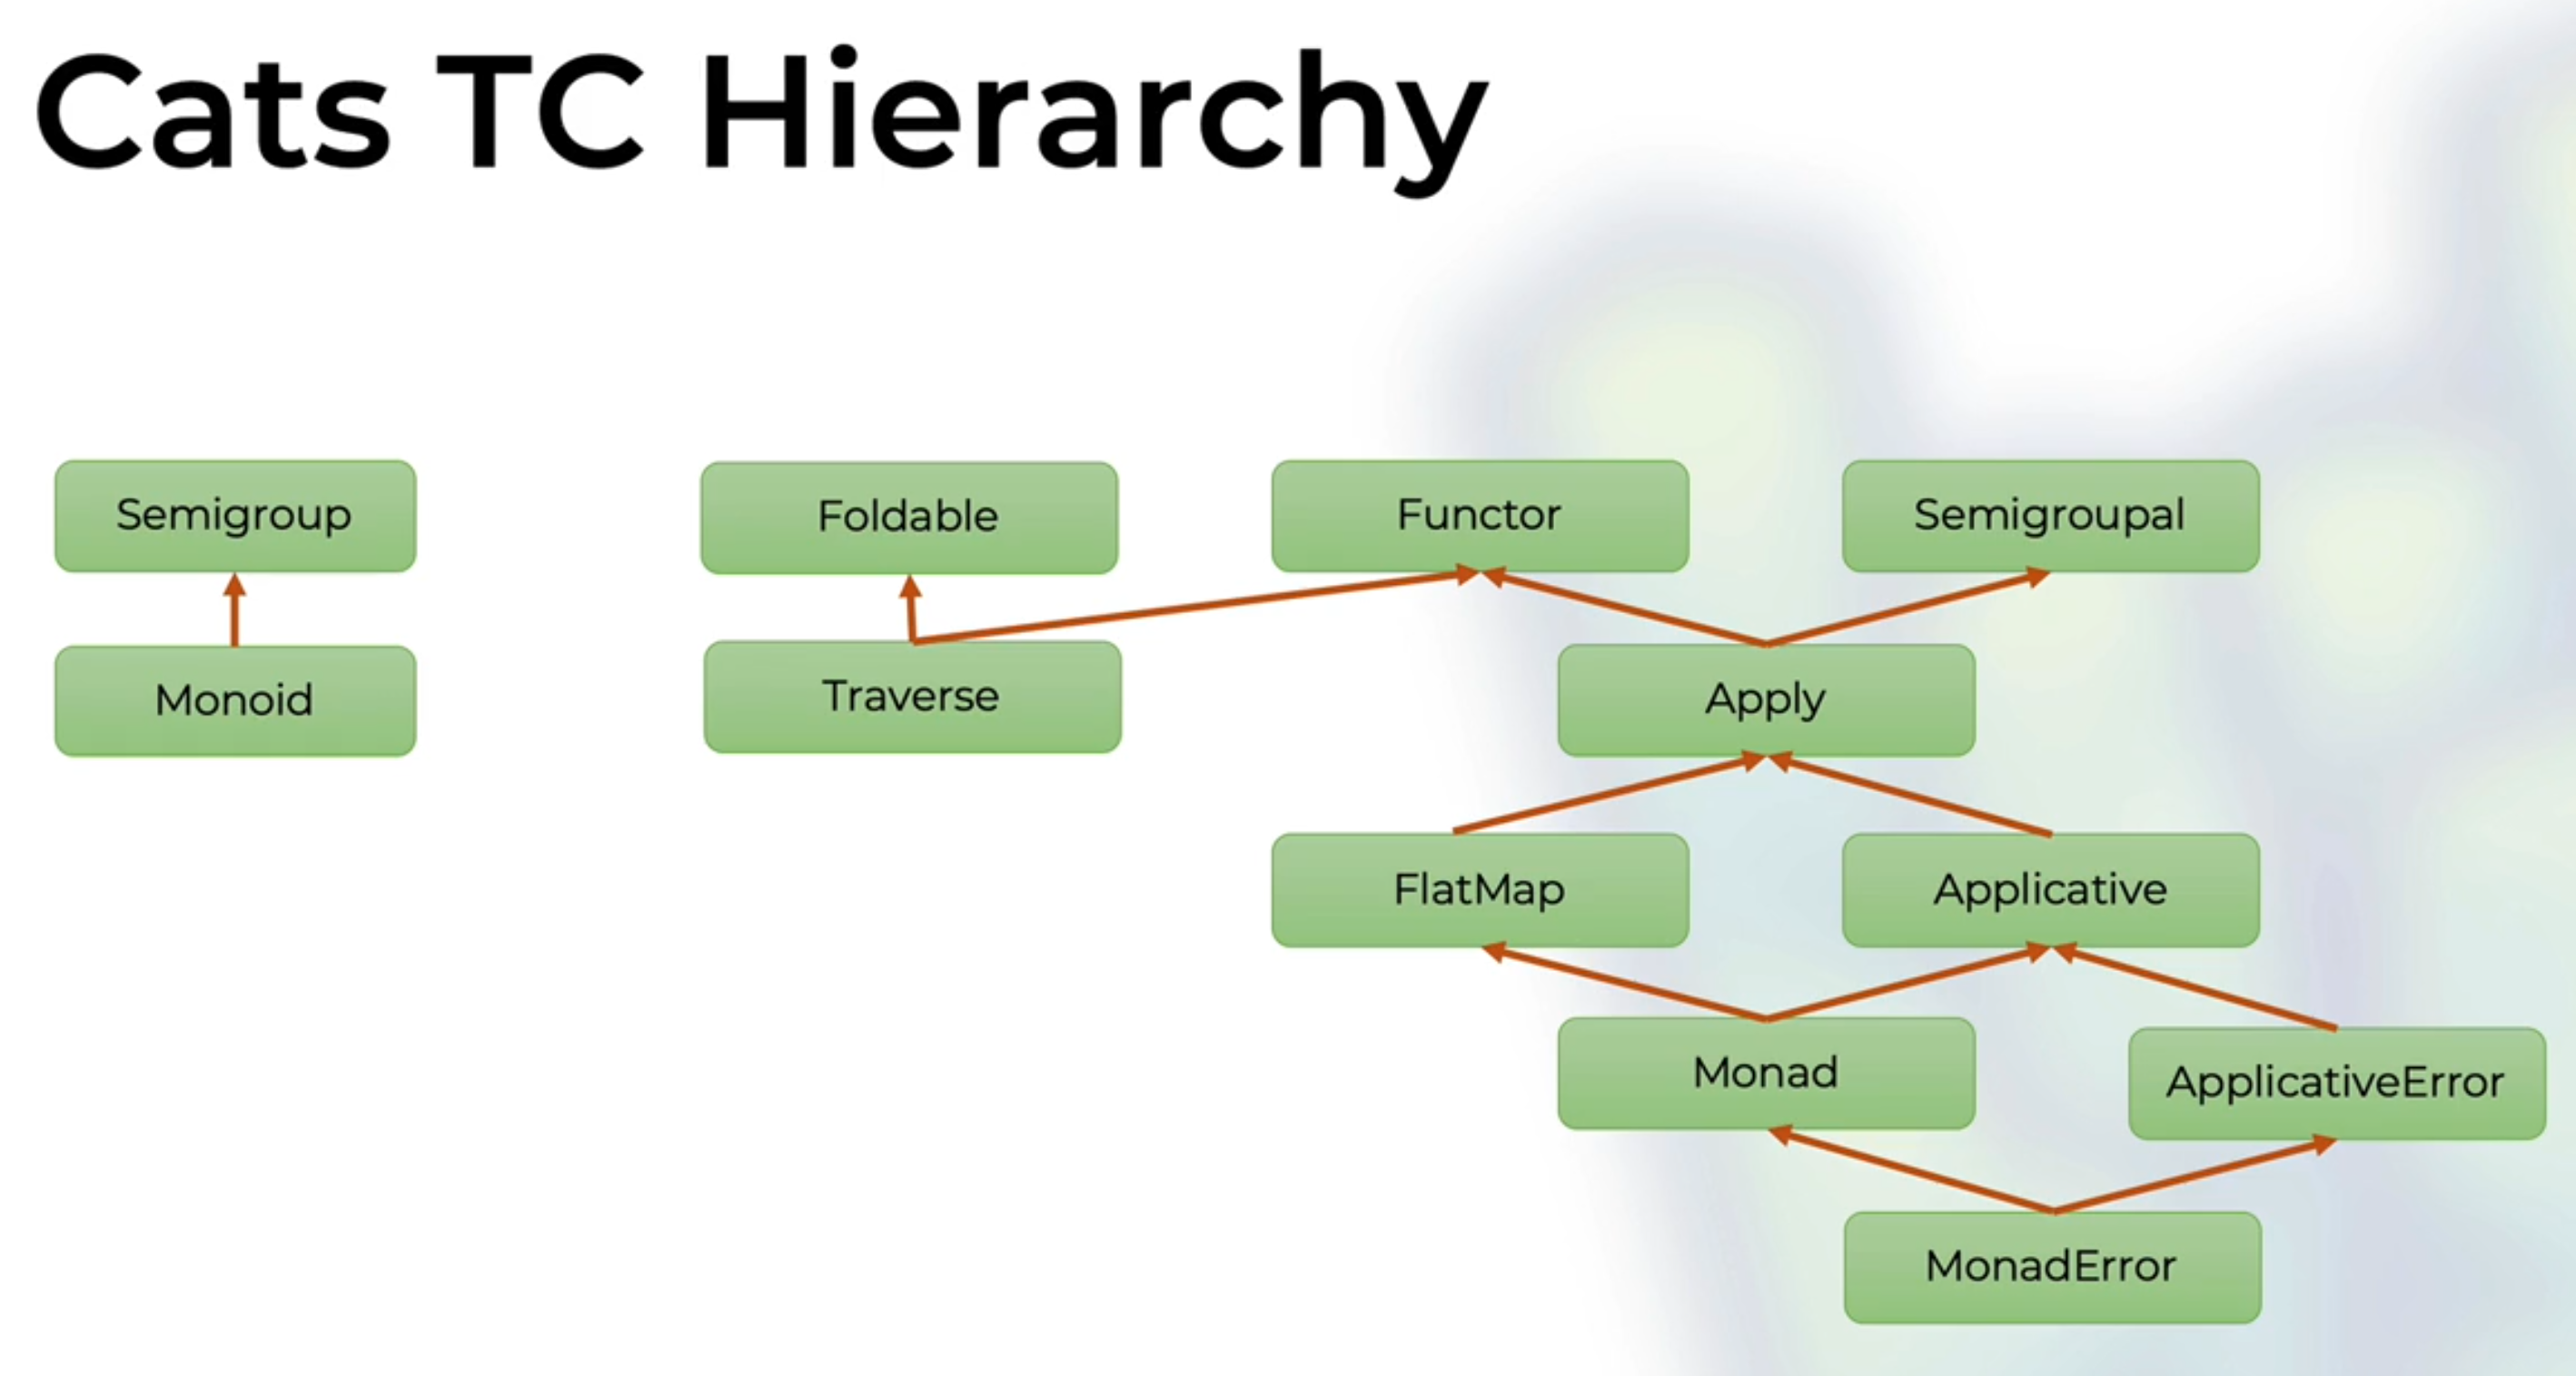 Cats TC Hierarchy
Semigroup
Foldable
Functor
Semigroupal
Monoid
Traverse
Apply
FlatMap
Applicative
Monad
ApplicativeError
MonadError